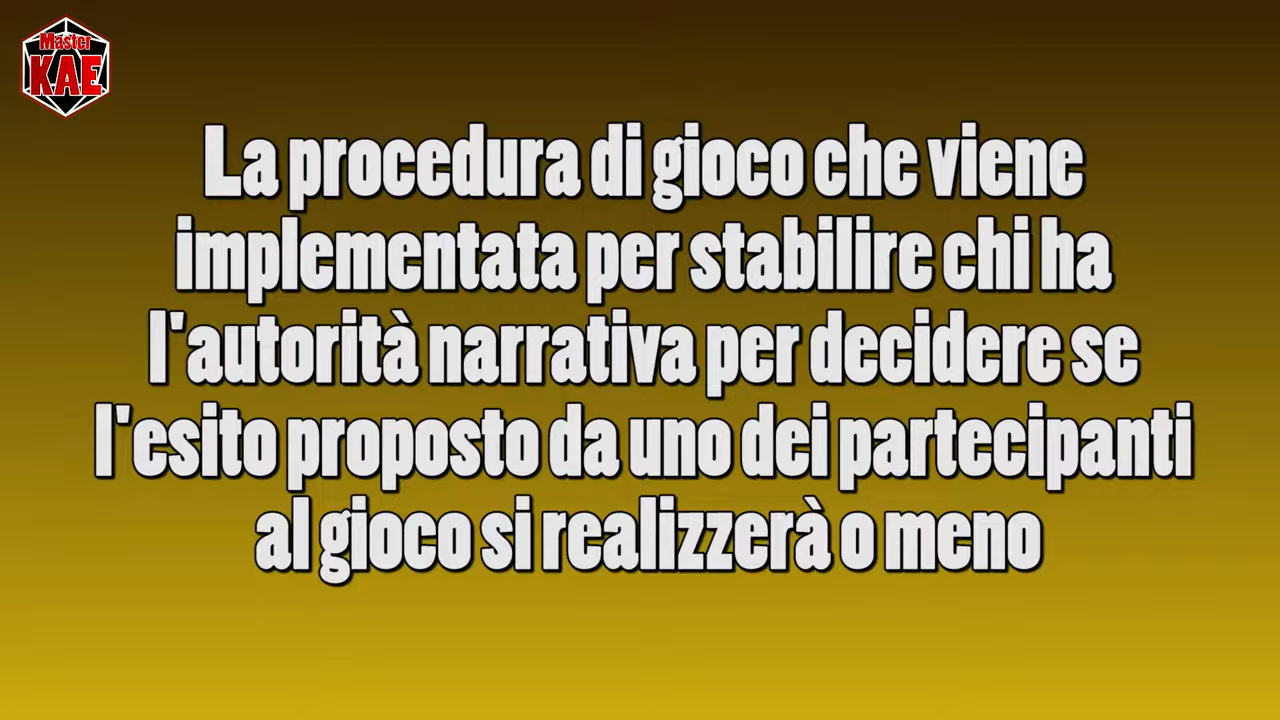 Master
KAE
La procedura di gioco che viene
implementata per stabilire chi ha
l'autorità narrativa per decidere se
l'esito proposto da uno dei partecipanti
al gioco si realizzerà o meno